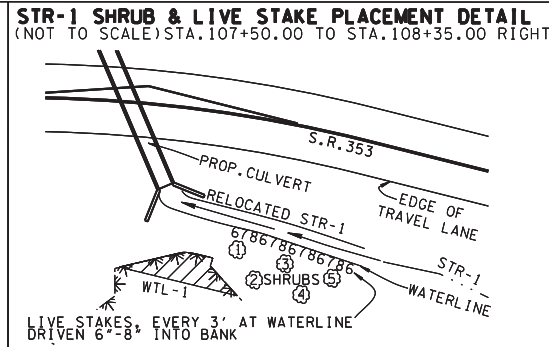 STR-1 SHRUB & LIVE STAKE PLACEMENT DETAIL
(NOT TO SCALE)STA.107+50.00 TO STA.108+35.00 RIGHT
S.R.353
PROP.CULVERT
EDGE OF
TRAVEL LANE
RELOCATED STR-1
STR-1
678678678678678 6
1
3
2 SHRUBS 5
4
WATERLINE
WTL-1
LIVE STAKES, EVERY 3' AT WATERLINE
DRIVEN 6"-8" INTO BANK